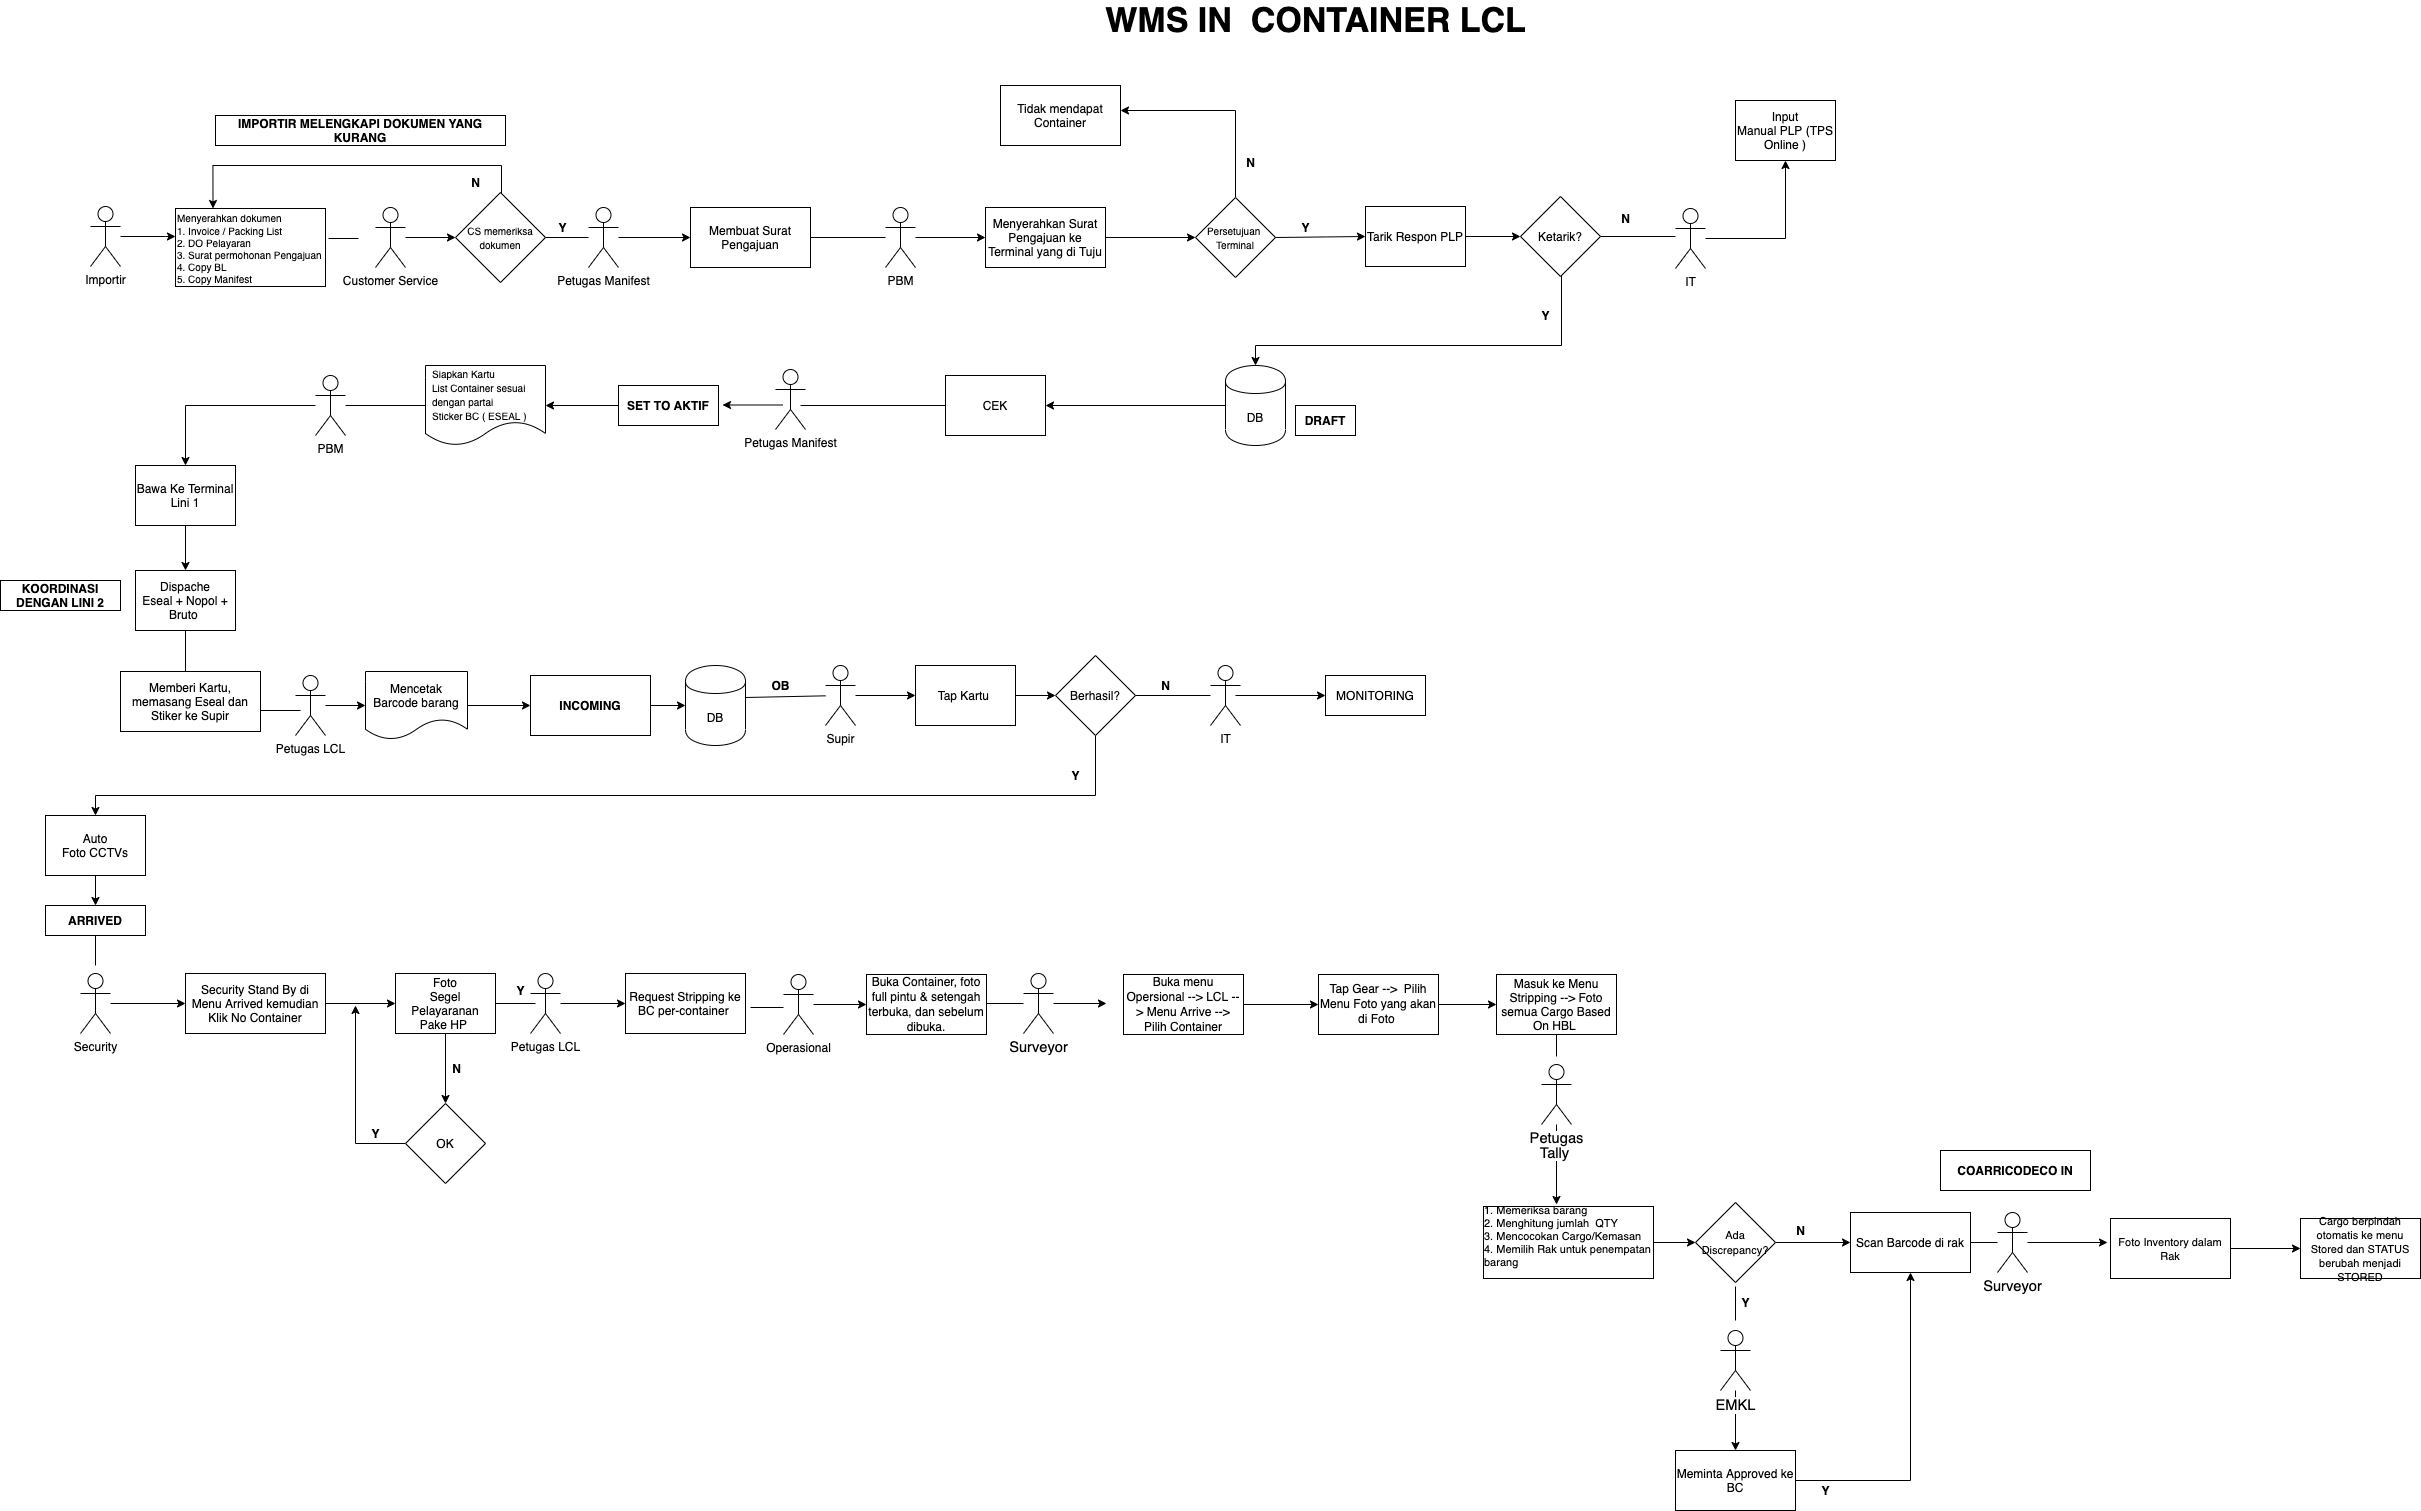 WMS IN  CONTAINER LCL
Tidak mendapat
Container
Input
Manual PLP (TPS
Online )
IMPORTIR MELENGKAPI DOKUMEN YANG
KURANG
N
N
Importir
Menyerahkan dokumen
1. Invoice / Packing List
2. DO Pelayaran
3. Surat permohonan Pengajuan
4. Copy BL
5. Copy Manifest
Customer Service
CS memeriksa
dokumen
Y
Petugas Manifest
Membuat Surat
Pengajuan
PBM
Menyerahkan Surat
Pengajuan ke
Terminal yang di Tuju
Persetujuan
Terminal
Y
Tarik Respon PLP
Ketarik?
N
IT
Y
DB
DRAFT
CEK
Petugas Manifest
SET TO AKTIF
Siapkan Kartu
List Container sesuai
dengan partai
Sticker BC ( ESEAL )
PBM
Bawa Ke Terminal
Lini 1
KOORDINASI
DENGAN LINI 2
Dispache
Eseal + Nopol +
Bruto
Memberi Kartu,
memasang Eseal dan
Stiker ke Supir
Petugas LCL
Mencetak
Barcode barang
INCOMING
DB
OB
Supir
Tap Kartu
Berhasil?
N
IT
MONITORING
Y
Auto
Foto CCTVs
ARRIVED
Security
Security Stand By di
Menu Arrived kemudian
Klik No Container
Foto
Segel
Pelayaranan
Pake HP
Y
Petugas LCL
Request Stripping ke
BC per-container
Operasional
Buka Container, foto
full pintu & setengah
terbuka, dan sebelum
dibuka.
Surveyor
Buka menu
Opersional --> LCL --
> Menu Arrive -->
Pilih Container
Tap Gear -->  Pilih
Menu Foto yang akan
di Foto
Masuk ke Menu
Stripping --> Foto
semua Cargo Based
On HBL
N
OK
Y
Petugas
Tally
COARRICODECO IN
1. Memeriksa barang
2. Menghitung jumlah  QTY
3. Mencocokan Cargo/Kemasan
4. Memilih Rak untuk penempatan
barang
Ada
Discrepancy?
N
Scan Barcode di rak
Surveyor
Foto Inventory dalam
Rak
Cargo berpindah
otomatis ke menu
Stored dan STATUS
berubah menjadi
STORED
Y
EMKL
Meminta Approved ke
BC
Y